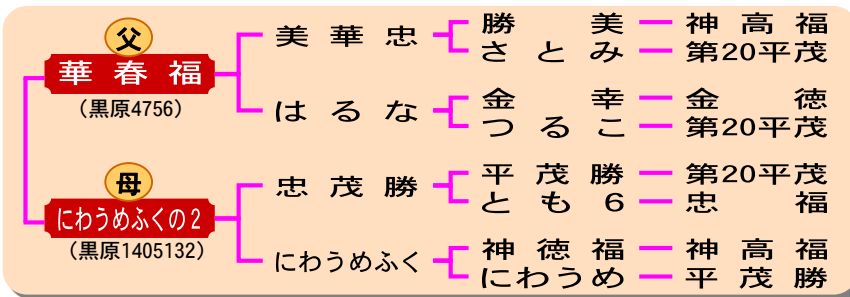 父
華春福
(黒原4756)
美華忠
勝美 神高福
さとみ 第20平茂
はるな
金幸 金徳
つるこ 第20平茂
母
にわうめふくの2
(黒原1405132)
忠茂勝
平茂勝 第20平茂
とも6 忠福
にわうめふく
神徳福 神高福
にわうめ 平茂勝